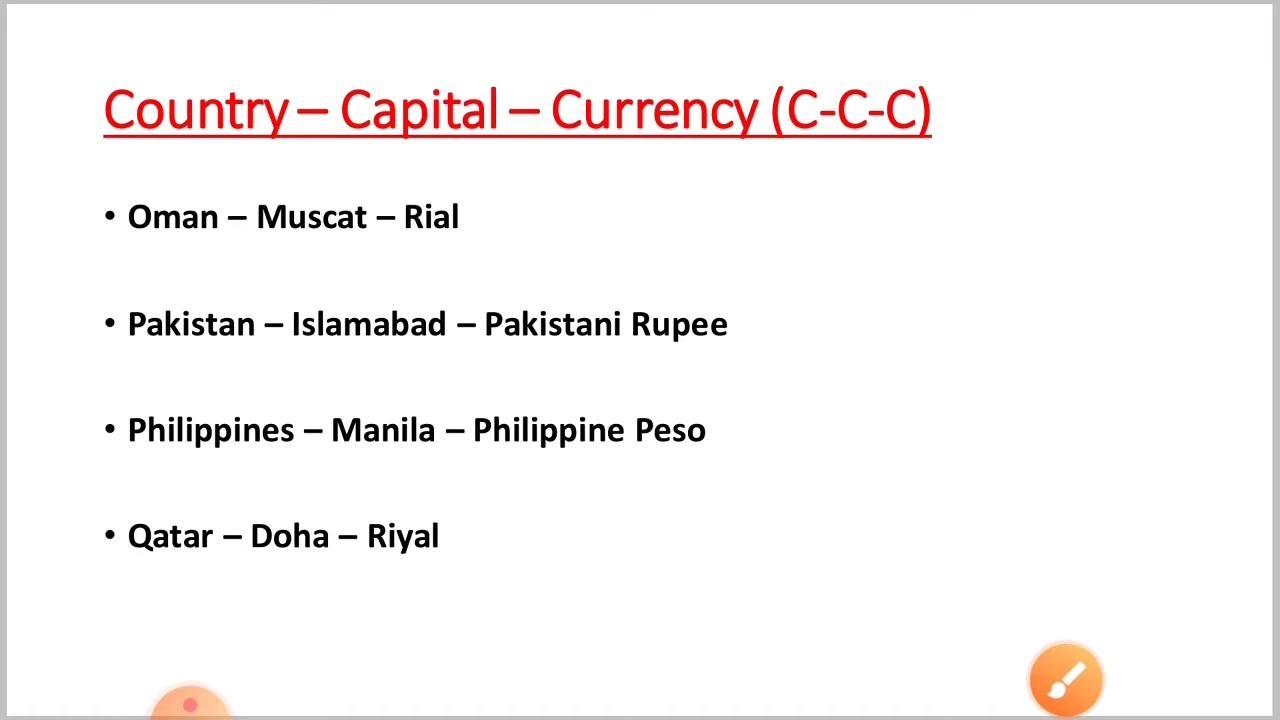 Country – Capital – Currency (C-C-C)
• Oman – Muscat – Rial
• Pakistan – Islamabad – Pakistani Rupee
• Philippines – Manila – Philippine Peso
• Qatar – Doha – Riyal